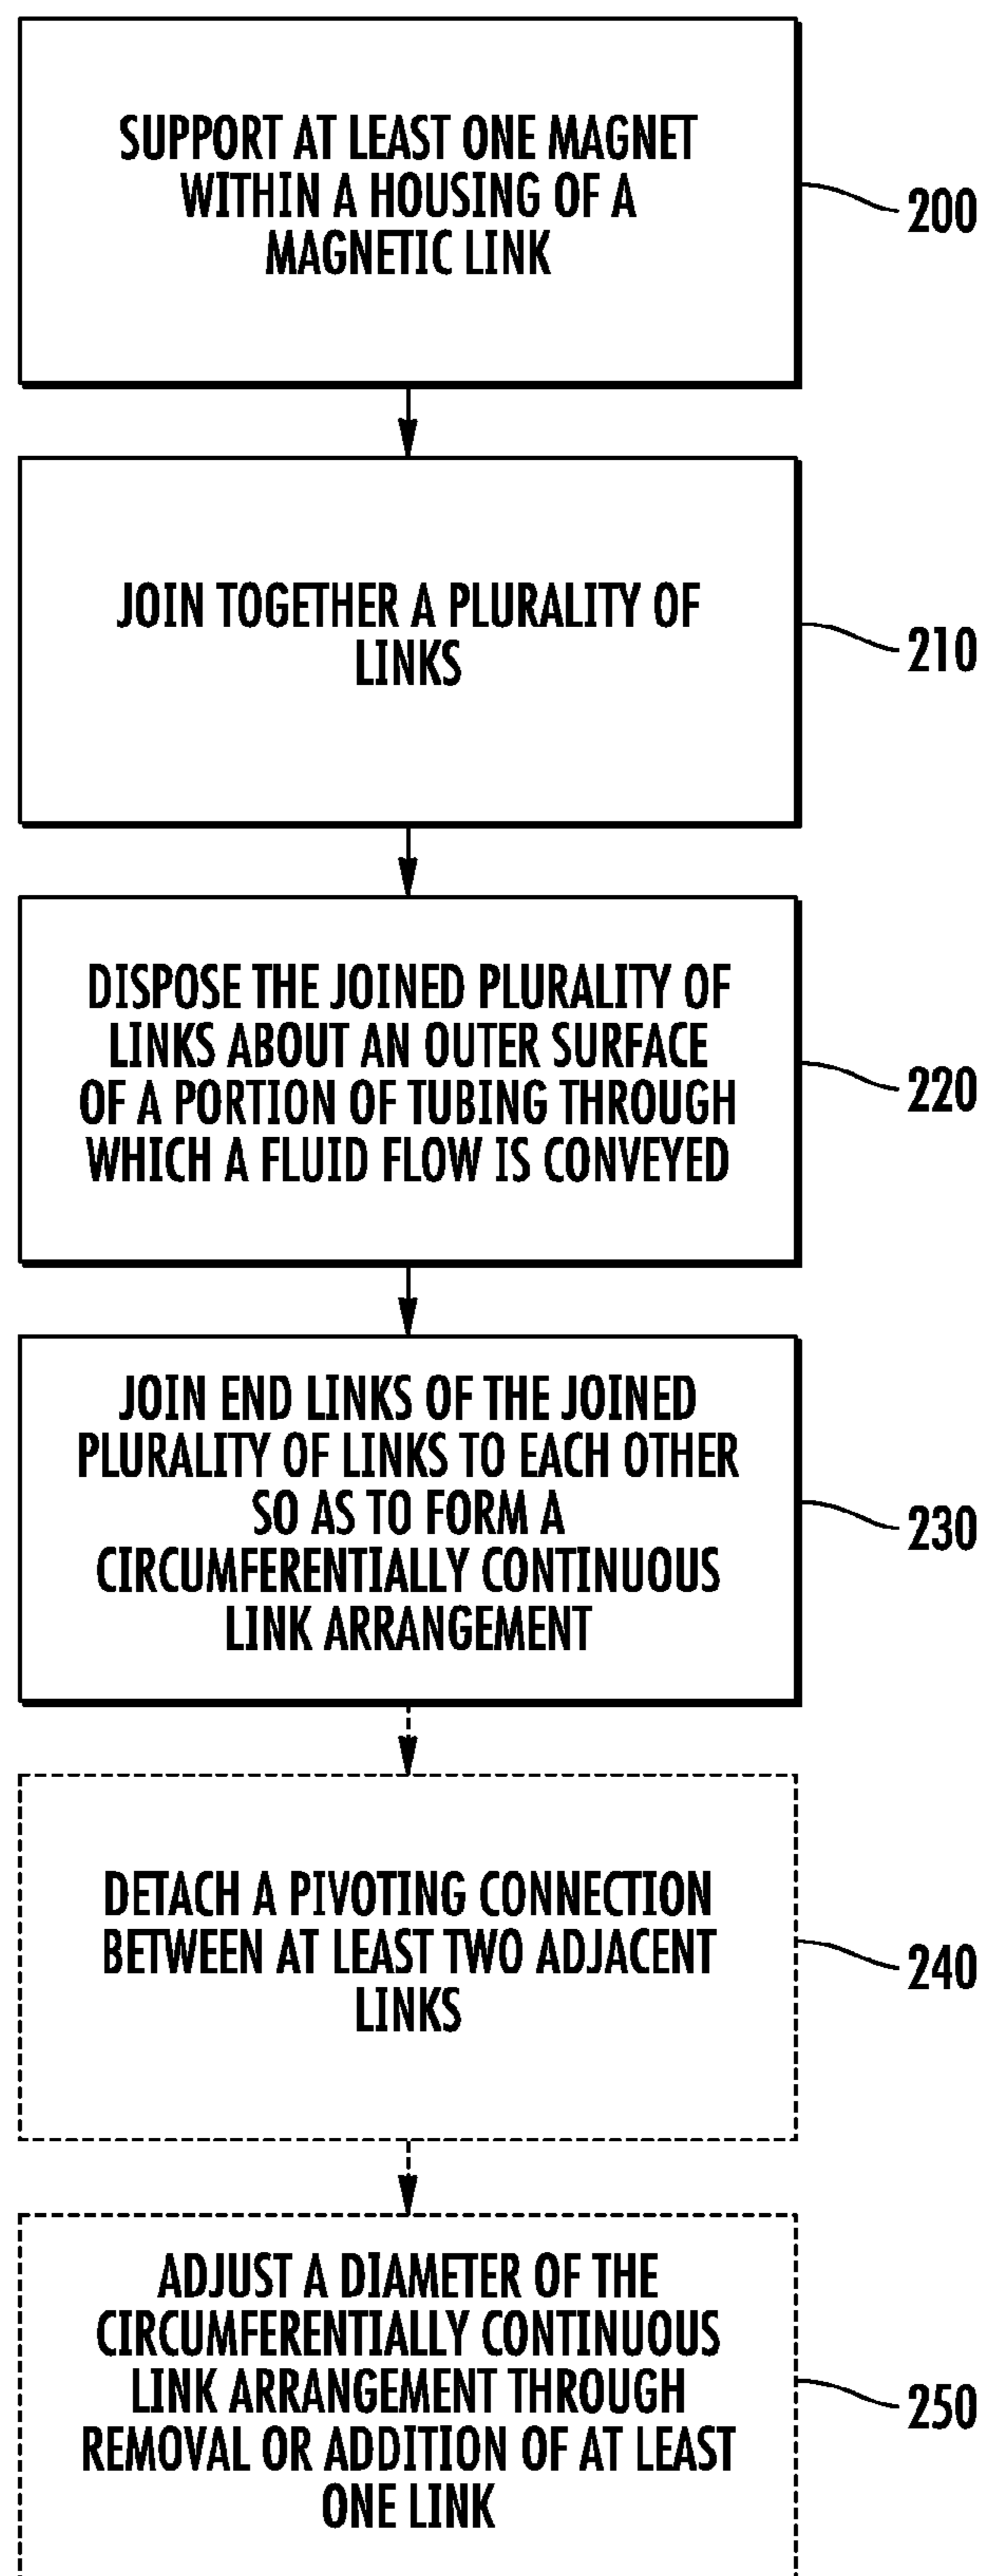 SUPPORT AT LEAST ONE MAGNET
WITHIN A HOUSING OF A
MAGNETIC LINK
200
JOIN TOGETHER A PLURALITY OF
LINKS
210
DISPOSE THE JOINED PLURALITY OF
LINKS ABOUT AN OUTER SURFACE
OF A PORTION OF TUBING THROUGH
WHICH A FLUID FLOW IS CONVEYED
220
JOIN END LINKS OF THE JOINED
PLURALITY OF LINKS TO EACH OTHER
SO AS TO FORM A
CIRCUMFERENTIALLY CONTINUOUS
LINK ARRANGEMENT
230
DETACH A PIVOTING CONNECTION
BETWEEN AT LEAST TWO ADJACENT
LINKS
240
ADJUST A DIAMETER OF THE
CIRCUMFERENTIALLY CONTINUOUS
LINK ARRANGEMENT THROUGH
REMOVAL OR ADDITION OF AT LEAST
ONE LINK
250